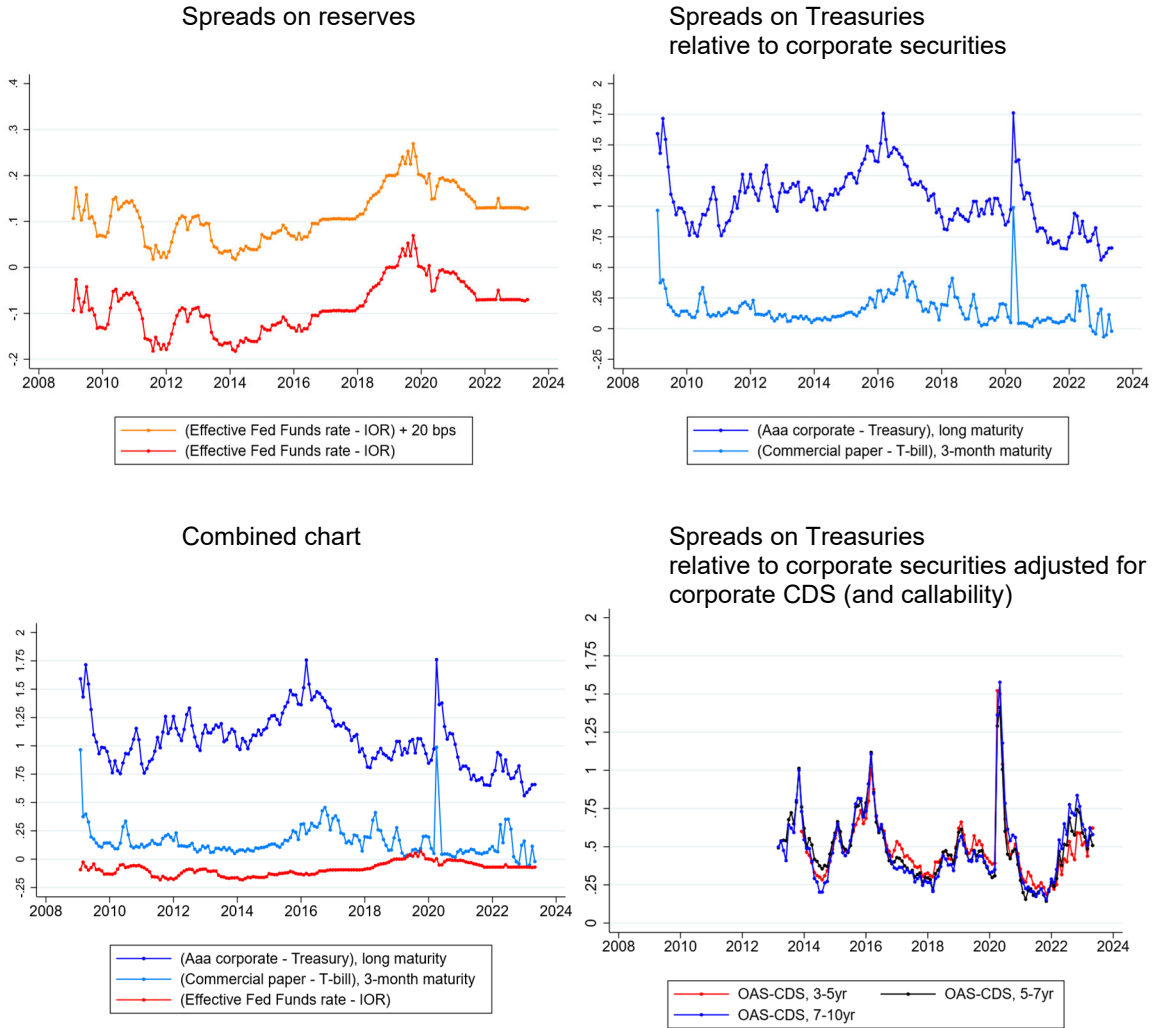 Spreads on reserves
Spreads on Treasuries
relative to corporate securities
.4
.3
.2
.1
0
-.1
-.2
2008 2010 2012 2014 2016 2018 2020 2022 2024
(Effective Fed Funds rate - IOR) + 20 bps
(Effective Fed Funds rate - IOR)
2
1.75
1.5
1.25
1
.75
.5
.25
0
-.25
2008 2010 2012 2014 2016 2018 2020 2022 2024
(Aaa corporate - Treasury), long maturity
(Commercial paper - T-bill), 3-month maturity
Combined chart
Spreads on Treasuries
relative to corporate securities adjusted for
corporate CDS (and callability)
2
1.75
1.5
1.25
1
.75
.5
.25
0
-.25
2008 2010 2012 2014 2016 2018 2020 2022 2024
(Aaa corporate - Treasury), long maturity
(Commercial paper - T-bill), 3-month maturity
(Effective Fed Funds rate - IOR)
2
1.75
1.5
1.25
1
.75
.5
.25
0
2008 2010 2012 2014 2016 2018 2020 2022 2024
OAS-CDS, 3-5yr OAS-CDS, 5-7yr
OAS-CDS, 7-10yr